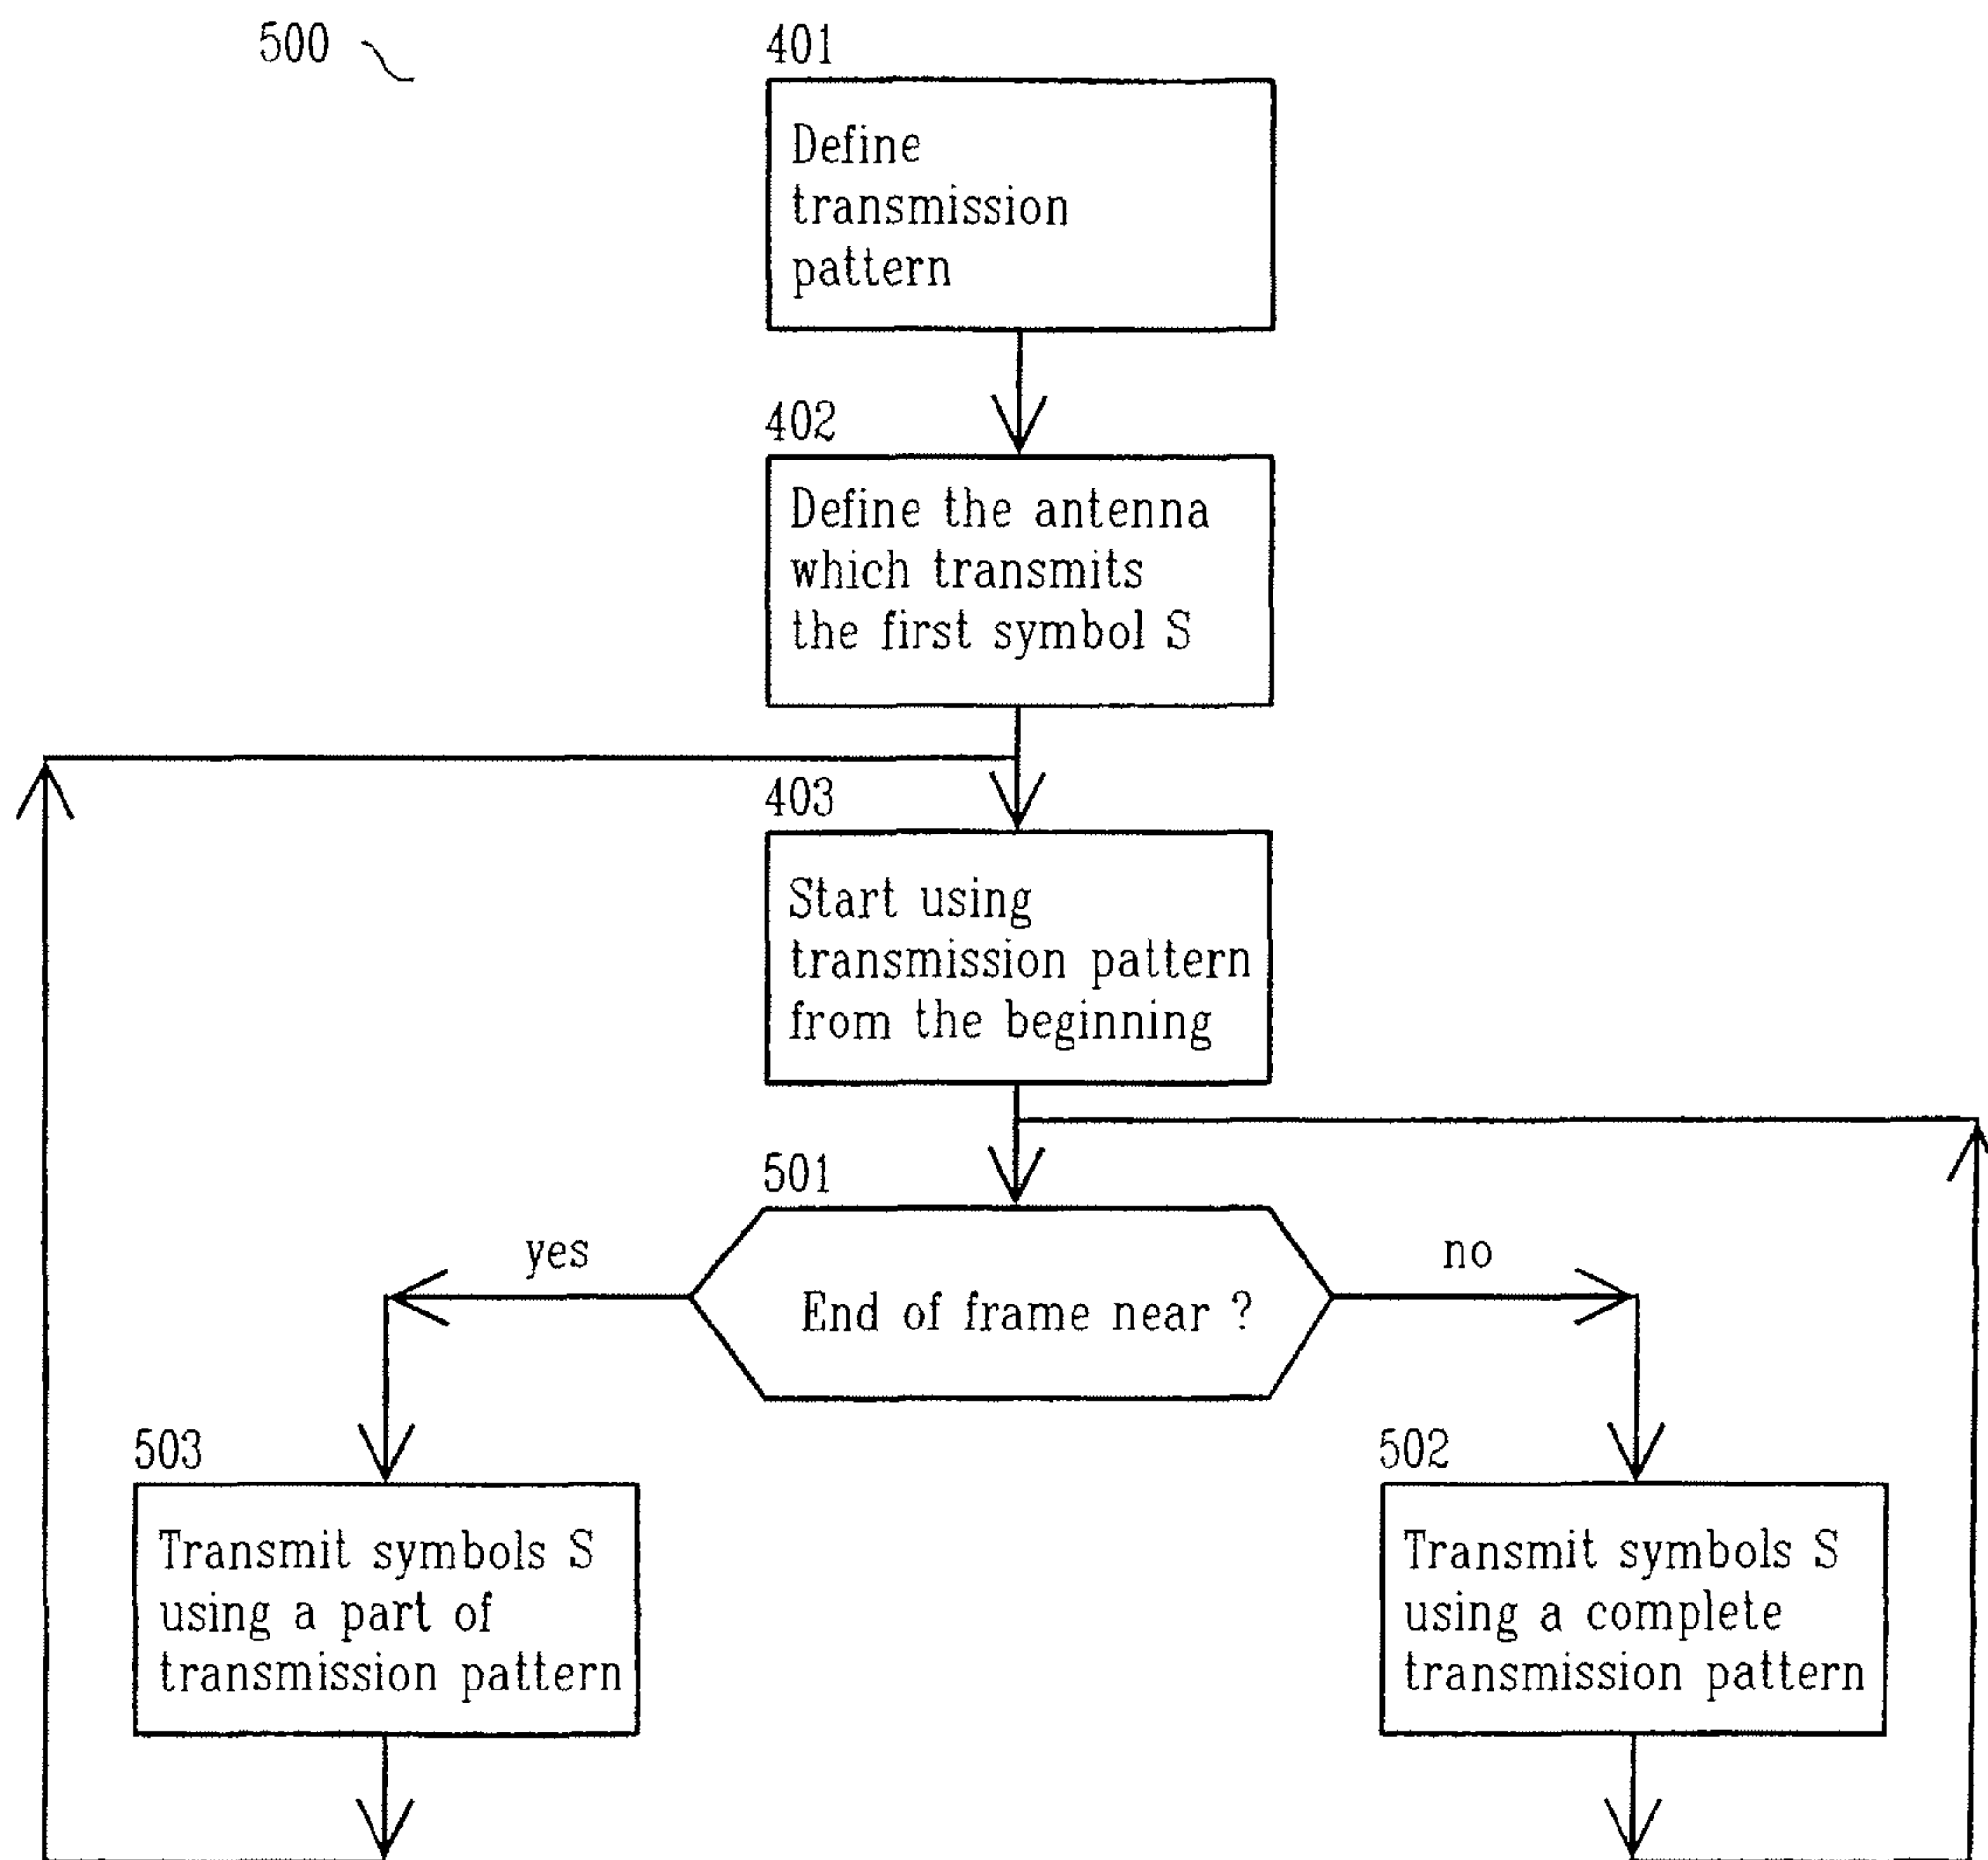 500
401
Define
transmission
pattern
402
Define the antenna
which transmits
the first symbol S
403
Start using
transmission pattern
from the beginning
501
yes
End of frame near ?
no
503
Transmit symbols S
using a part of
transmission pattern
502
Transmit symbols S
using a complete
transmission pattern